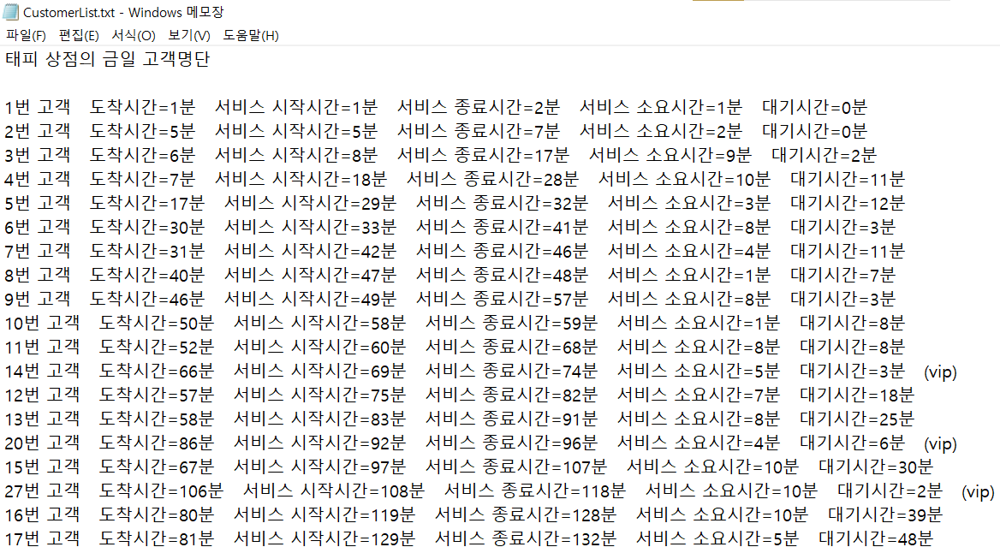 CustomerList.txt - Windows 메모장
파일(F) 편집(E) 서식(O) 보기(V) 도움말(H)
태피 상점의 금일 고객명단
1번 고객 도착시간=1분 서비스 시작시간=1분 서비스 종료시간=2분 서비스 소요시간=1분 대기시간=0분
2번 고객 도착시간=5분 서비스 시작시간=5분 서비스 종료시간=7분 서비스 소요시간=2분 대기시간=0분
3번 고객 도착시간=6분 서비스 시작시간=8분 서비스 종료시간=17분 서비스 소요시간=9분 대기시간=2분
4번 고객 도착시간=7분 서비스 시작시간=18분 서비스 종료시간=28분 서비스 소요시간=10분 대기시간=11분
5번 고객 도착시간=17분 서비스 시작시간=29분 서비스 종료시간=32분 서비스 소요시간=3분 대기시간=12분
6번 고객 도착시간=30분 서비스 시작시간=33분 서비스 종료시간=41분 서비스 소요시간=8분 대기시간=3분
7번 고객 도착시간=31분 서비스 시작시간=42분 서비스 종료시간=46분 서비스 소요시간=4분 대기시간=11분
8번 고객 도착시간=40분 서비스 시작시간=47분 서비스 종료시간=48분 서비스 소요시간=1분 대기시간=7분
9번 고객 도착시간=46분 서비스 시작시간=49분 서비스 종료시간=57분 서비스 소요시간=8분 대기시간=3분
10번 고객 도착시간=50분 서비스 시작시간=58분 서비스 종료시간=59분 서비스 소요시간=1분 대기시간=8분
11번 고객 도착시간=52분 서비스 시작시간=60분 서비스 종료시간=68분 서비스 소요시간=8분 대기시간=8분
14번 고객 도착시간=66분 서비스 시작시간=69분 서비스 종료시간=74분 서비스 소요시간=5분 대기시간=3분 (vip)
12번 고객 도착시간=57분 서비스 시작시간=75분 서비스 종료시간=82분 서비스 소요시간=7분 대기시간=18분
13번 고객 도착시간=58분 서비스 시작시간=83분 서비스 종료시간=91분 서비스 소요시간=8분 대기시간=25분
20번 고객 도착시간=86분 서비스 시작시간=92분 서비스 종료시간=96분 서비스 소요시간=4분 대기시간=6분 (vip)
15번 고객 도착시간=67분 서비스 시작시간=97분 서비스 종료시간=107분 서비스 소요시간=10분 대기시간=30분
27번 고객 도착시간=106분 서비스 시작시간=108분 서비스 종료시간=118분 서비스 소요시간=10분 대기시간=2분 (vip)
16번 고객 도착시간=80분 서비스 시작시간=119분 서비스 종료시간=128분 서비스 소요시간=10분 대기시간=39분
17번 고객 도착시간=81분 서비스 시작시간=129분 서비스 종료시간=132분 서비스 소요시간=5분 대기시간=48분